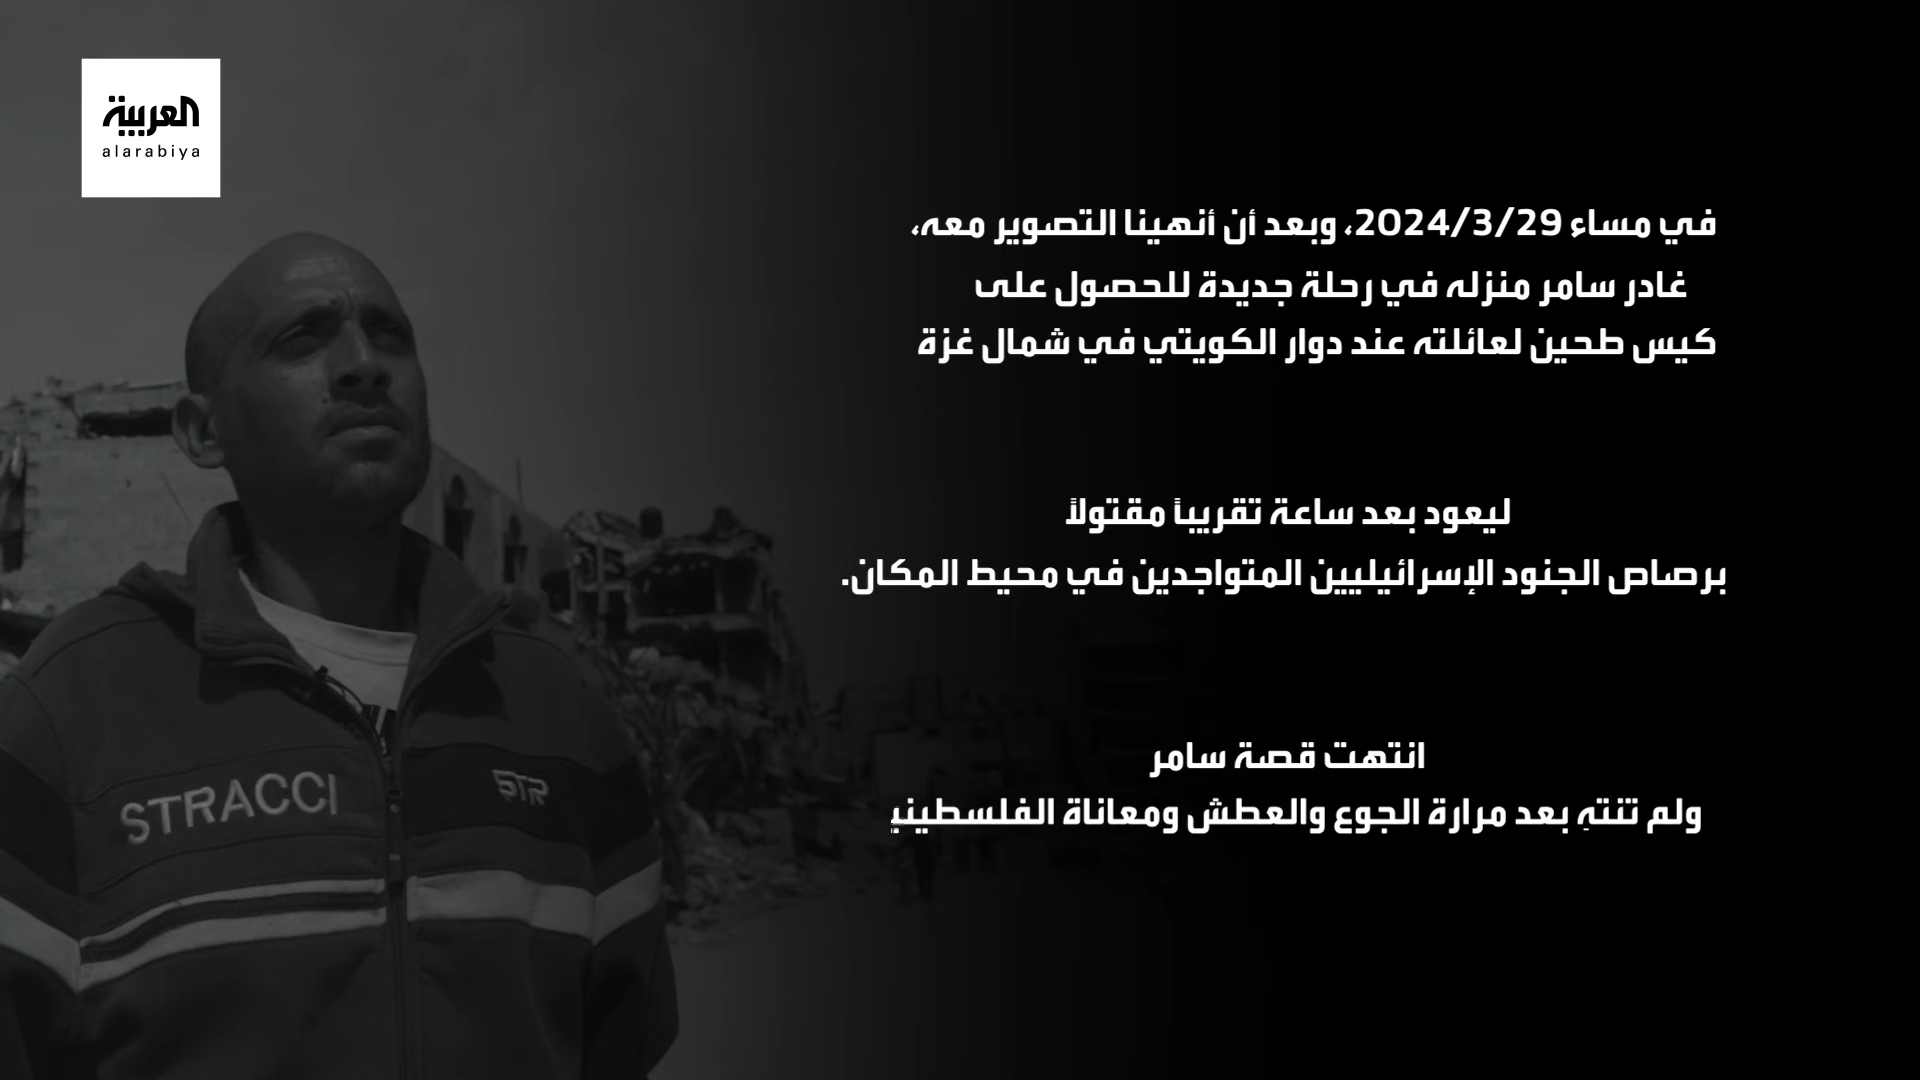 العربية
alarabiya
في مساء 2024/3/29، وبعد أن أنهينا التصوير معه،
غادر سامر منزله في رحلة جديدة للحصول على
كيس طحين لعائلته عند دوار الكويتي في شمال غزة
ليعود بعد ساعة تقريباً مقتولاً
برصاص الجنود الإسرائيليين المتواجدين في محيط المكان.
انتهت قصة سامر
ولم تنتهِ بعد مرارة الجوع والعطش ومعاناة
STRACCI
STR